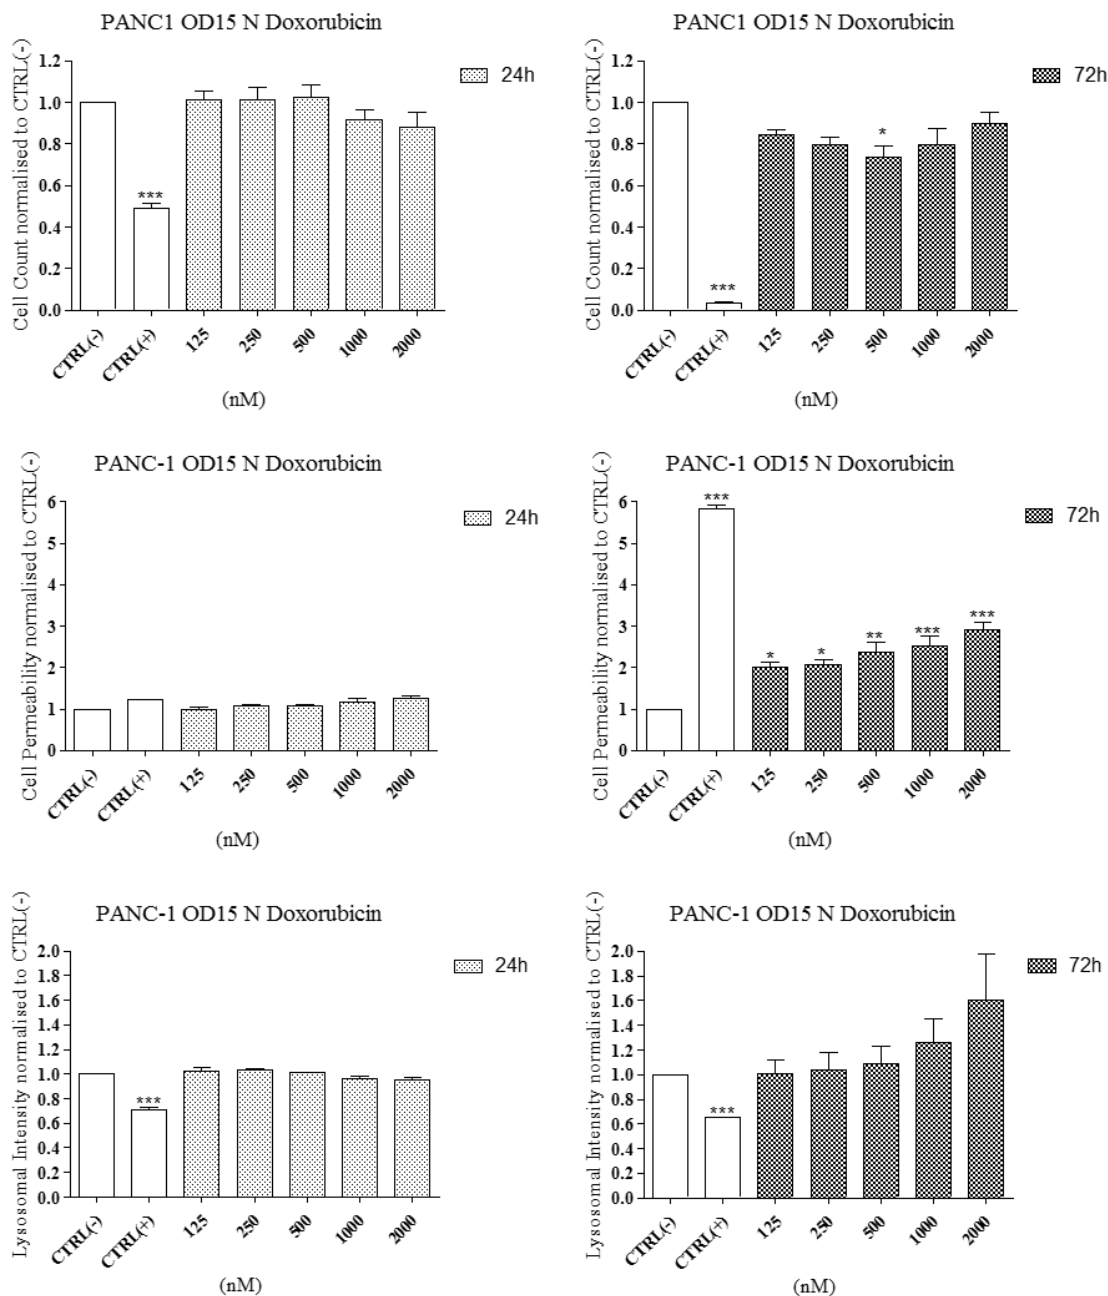 PANC1 OD15 N Doxorubicin
Cell Count normalised to CTRL(-)
1.2
1.0
0.8
0.6
0.4
0.2
0.0
***
24h
CTRL(-) CTRL(+) 125 250 500 1000 2000
(nM)
PANC1 OD15 N Doxorubicin
Cell Count normalised to CTRL(-)
1.2
1.0
0.8
0.6
0.4
0.2
0.0
*
***
72h
CTRL(-) CTRL(+) 125 250 500 1000 2000
(nM)
PANC-1 OD15 N Doxorubicin
Cell Permeability normalised to CTRL(-)
6
5
4
3
2
1
0
24h
CTRL(-) CTRL(+) 125 250 500 1000 2000
(nM)
PANC-1 OD15 N Doxorubicin
Cell Permeability normalised to CTRL(-)
6
5
4
3
2
1
0
*** * * ** *** ***
72h
CTRL(-) CTRL(+) 125 250 500 1000 2000
(nM)
PANC-1 OD15 N Doxorubicin
Lysosomal Intensity normalised to CTRL(-)
2.0
1.8
1.6
1.4
1.2
1.0
0.8
0.6
0.4
0.2
0.0
***
24h
CTRL(-) CTRL(+) 125 250 500 1000 2000
(nM)
PANC-1 OD15 N Doxorubicin
Lysosomal Intensity normalised to CTRL(-)
2.0
1.8
1.6
1.4
1.2
1.0
0.8
0.6
0.4
0.2
0.0
***
72h
CTRL(-) CTRL(+) 125 250 500 1000 2000
(nM)